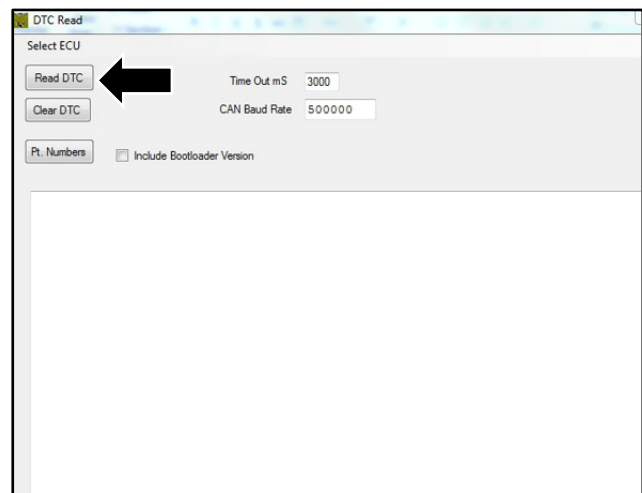 DTC Read
Select ECU
Read DTC
Time Out mS 3000
Clear DTC
CAN Baud Rate 500000
Pt. Numbers
Include Bootloader Version